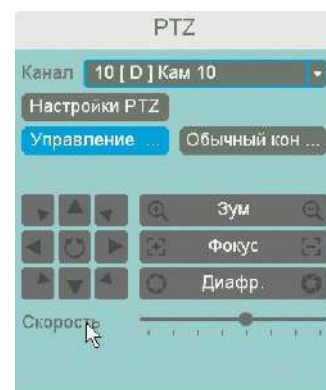 PTZ
Канал 10 [ D ] Кам 10
Настройки PTZ
Управление ... Обычный кон ...
Зум
Фокус
Диафр.
Скорость